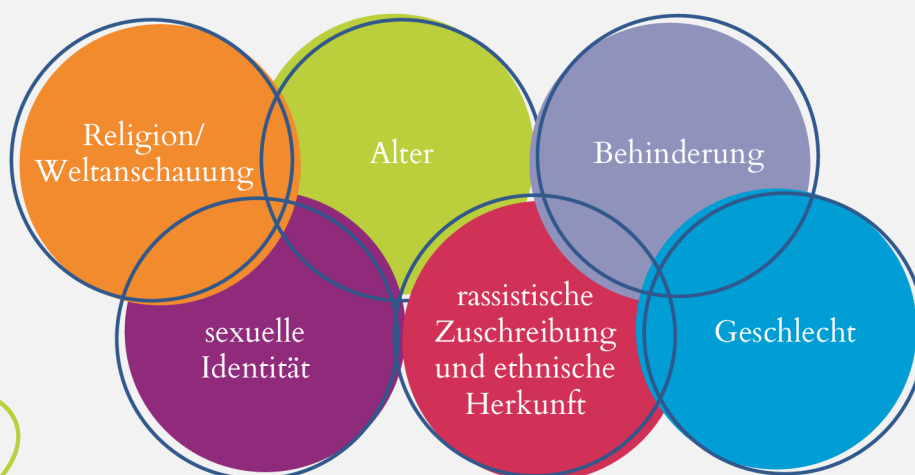 Religion/
Weltanschauung
Alter
Behinderung
sexuelle
Identität
rassistische
Zuschreibung
und ethnische
Herkunft
Geschlecht